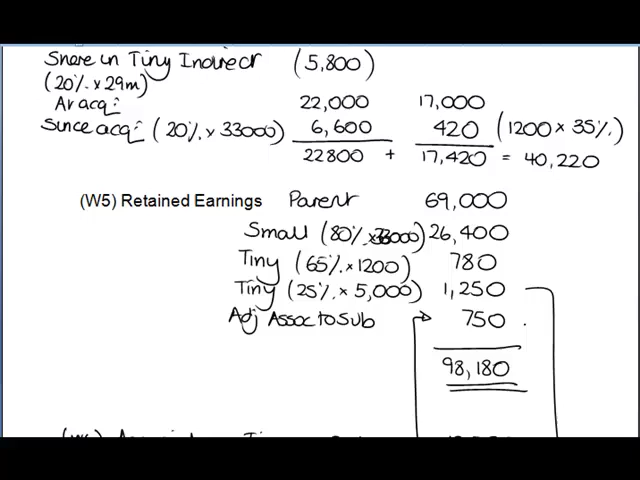 Share in Tiny Indirect (5,800)
(20% × 29m)
At acq: 22,000 17,000
Since acq: (20% × 33000) 6,600 420 (1200 × 35%)
22800 + 17,420 = 40,220
(W5) Retained Earnings Parent 69,000
Small (80% × 33000) 26,400
Tiny (65% × 1200) 780
Tiny (25% × 5,000) 1,250
Adj Assoc to Sub 750
98,180